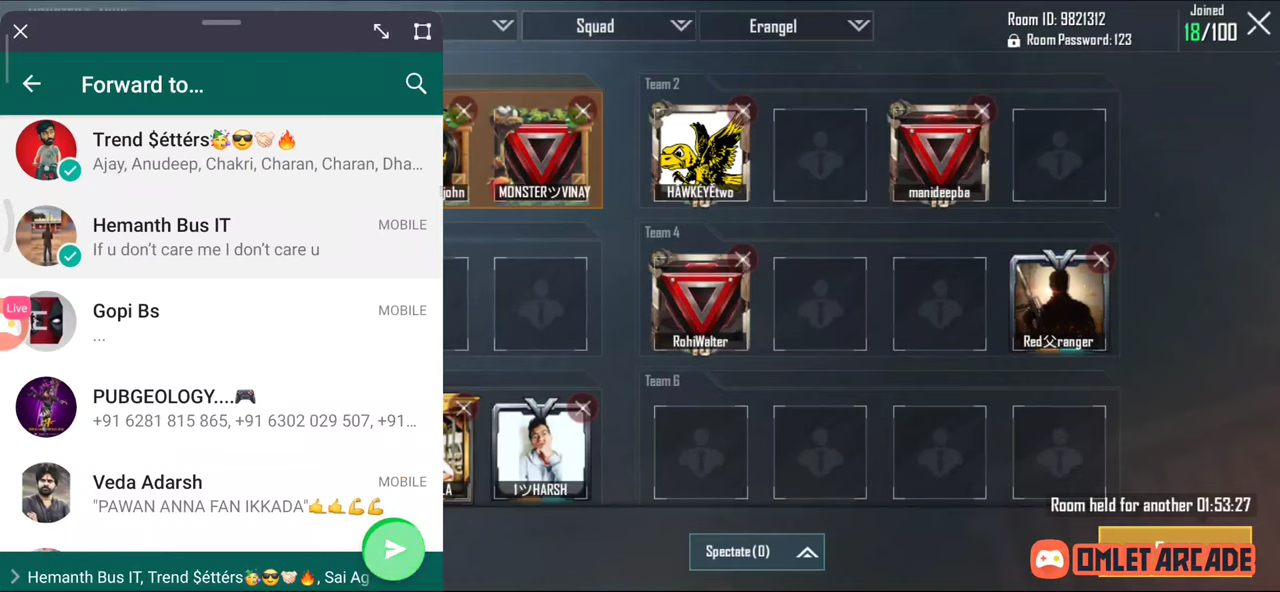 Forward to...
Trend $éttérs🥳😎🤝🏻🔥
Ajay, Anudeep, Chakri, Charan, Charan, Dha...
Hemanth Bus IT
MOBILE
If u don't care me I don't care u
Live
Gopi Bs
MOBILE
...
PUBGEOLOGY....🎮
+91 6281 815 865, +91 6302 029 507, +91...
Veda Adarsh
MOBILE
"PAWAN ANNA FAN IKKADA"🤙🤙💪💪
Hemanth Bus IT, Trend $éttérs🥳😎🤝🏻🔥, Sai Ag
Squad
Erangel
Room ID: 9821312
Room Password: 123
Joined
18/100
john
MONSTERツVINAY
Team 2
HAWKEYEtwo
manideepba
Team 4
RohiWalter
Red父ranger
LA
1ツHARSH
Team 6
Room held for another 01:53:27
Spectate (0)
OMLET ARCADE